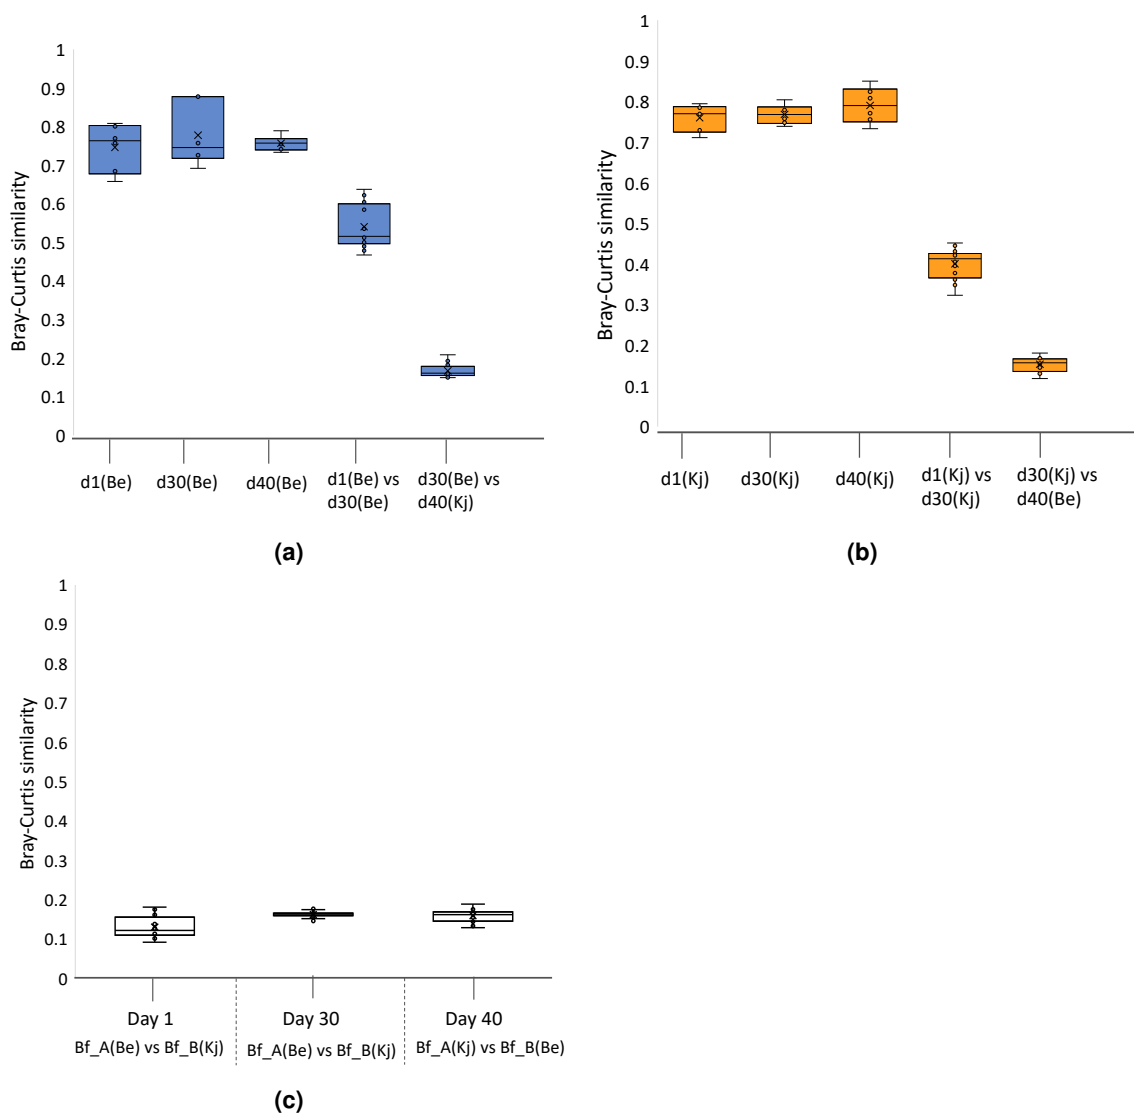 Bray-Curtis similarity
1
0.9
0.8
0.7
0.6
0.5
0.4
0.3
0.2
0.1
0
d1(Be)
d30(Be)
d40(Be)
d1(Be) vs
d30(Be)
d30(Be) vs
d40(Kj)
(a)
Bray-Curtis similarity
1
0.9
0.8
0.7
0.6
0.5
0.4
0.3
0.2
0.1
0
d1(Kj)
d30(Kj)
d40(Kj)
d1(Kj) vs
d30(Kj)
d30(Kj) vs
d40(Be)
(b)
Bray-Curtis similarity
1
0.9
0.8
0.7
0.6
0.5
0.4
0.3
0.2
0.1
0
Day 1
Bf_A(Be) vs Bf_B(Kj)
Day 30
Bf_A(Be) vs Bf_B(Kj)
Day 40
Bf_A(Kj) vs Bf_B(Be)
(c)